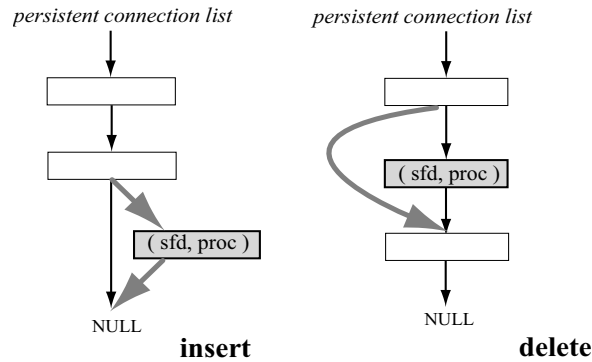 persistent connection list
persistent connection list
( sfd, proc )
( sfd, proc )
NULL
NULL
insert
delete